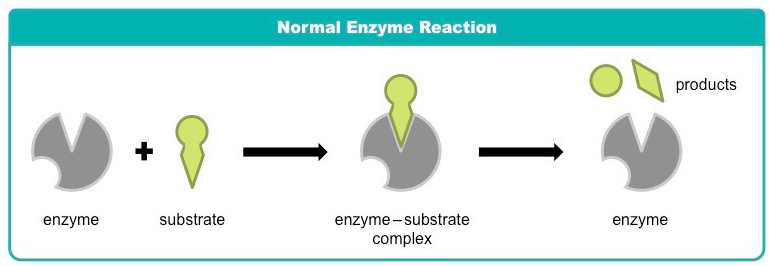 Normal Enzyme Reaction
products
enzyme
substrate
enzyme – substrate
complex
enzyme